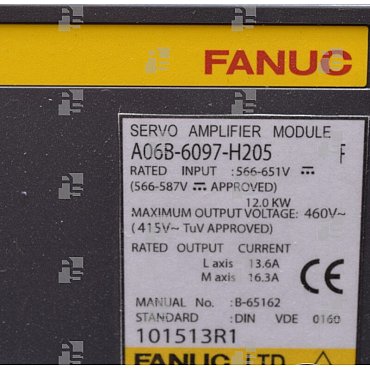 FANUC
SERVO AMPLIFIER MODULE
A06B-6097-H205 F
RATED INPUT :566-651V ⎓
(566-587V ⎓ APPROVED)
12.0 KW
MAXIMUM OUTPUT VOLTAGE: 460V~
(415V~ TuV APPROVED)
RATED OUTPUT CURRENT
L axis 13.6A
M axis 16.3A
CE
MANUAL No. :B-65162
STANDARD :DIN VDE 0160
101513R1
FANUC LTD